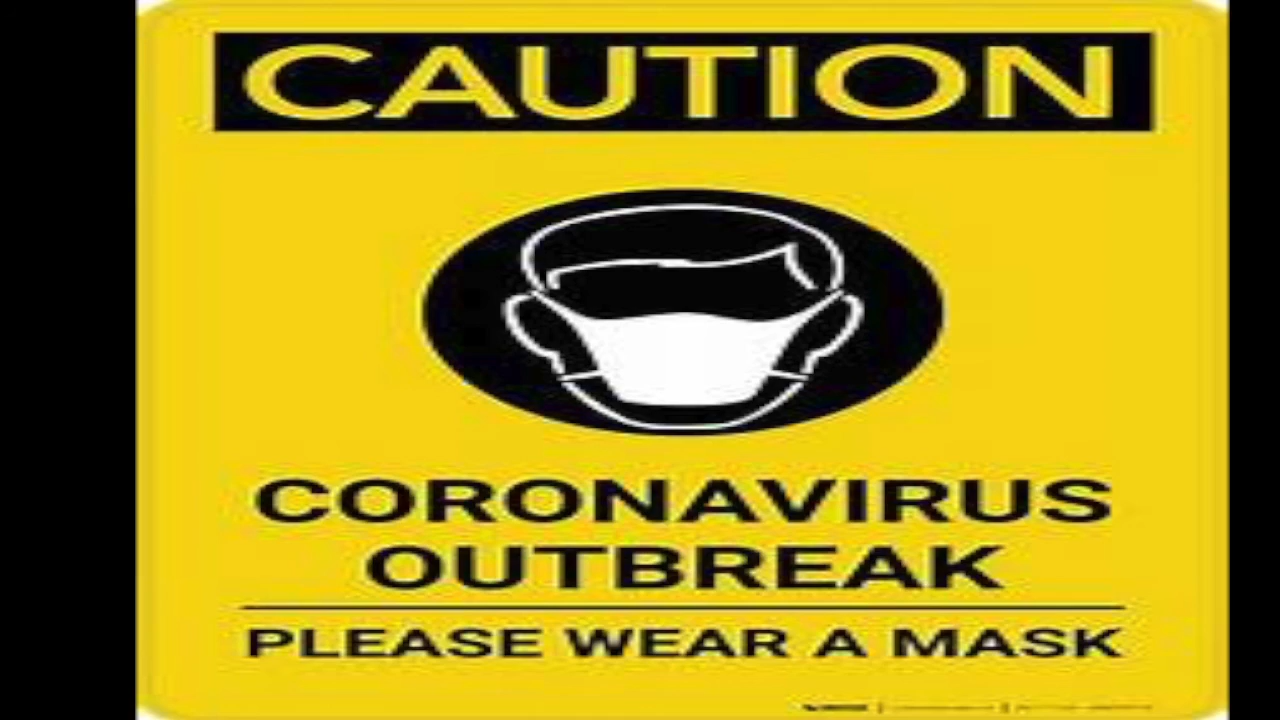 CAUTION
CORONAVIRUS
OUTBREAK
PLEASE WEAR A MASK